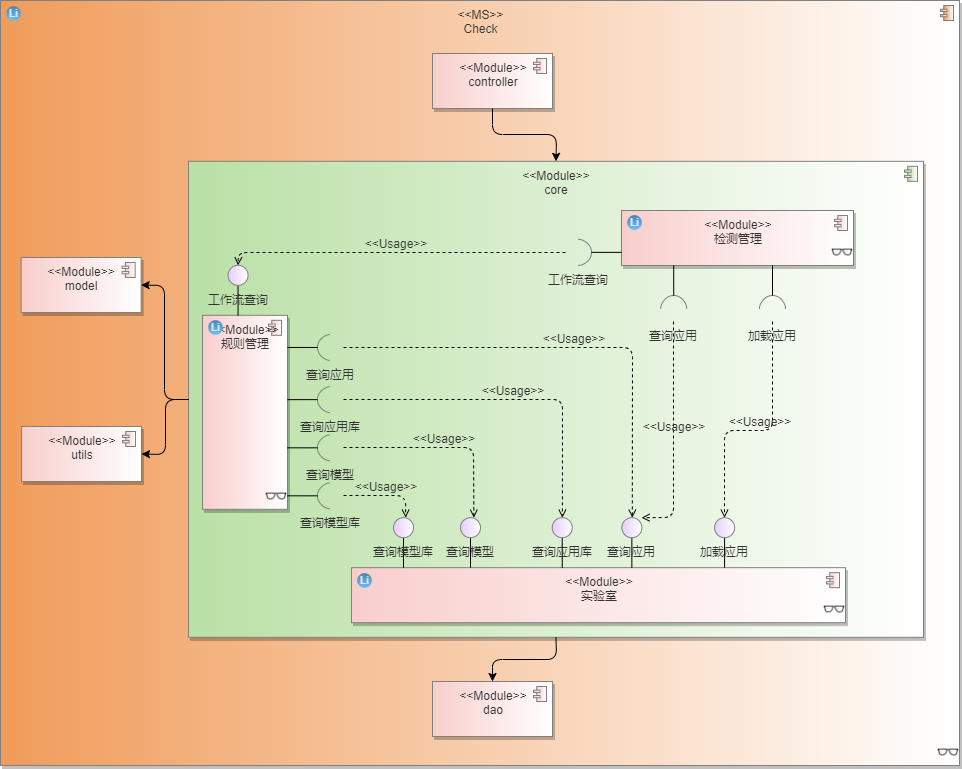 Li
<<MS>>
Check
<<Module>>
controller
<<Module>>
core
Li
<<Module>>
检测管理
<<Usage>>
工作流查询
工作流查询
<<Module>>
model
Li
<<Module>>
规则管理
查询应用
加载应用
<<Usage>>
查询应用
<<Usage>>
查询应用库
<<Usage>>
<<Usage>>
<<Usage>>
查询模型
<<Usage>>
查询模型库
<<Module>>
utils
查询模型库
查询模型
查询应用库
查询应用
加载应用
Li
<<Module>>
实验室
<<Module>>
dao